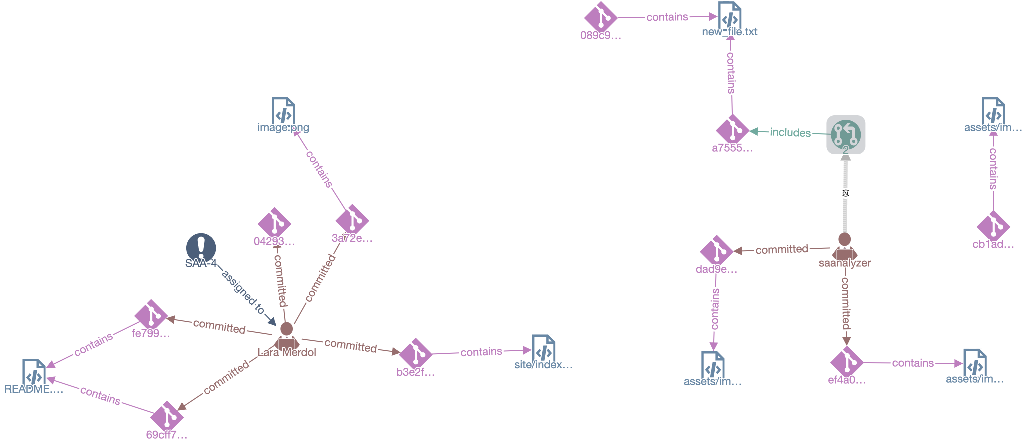 089c9...
contains
new_file.txt
contains
image.png
assets/im...
a7555...
includes
2
contains
contains
04293...
3a72e...
cb1ad...
SAA-4
committed
saanalyzer
dad9e...
assigned to
committed
committed
fe799...
committed
contains
committed
contains
Lara Merdol
committed
b3e2f...
contains
site/index...
committed
ef4a0...
contains
README....
assets/im...
assets/im...
contains
committed
69cff7...